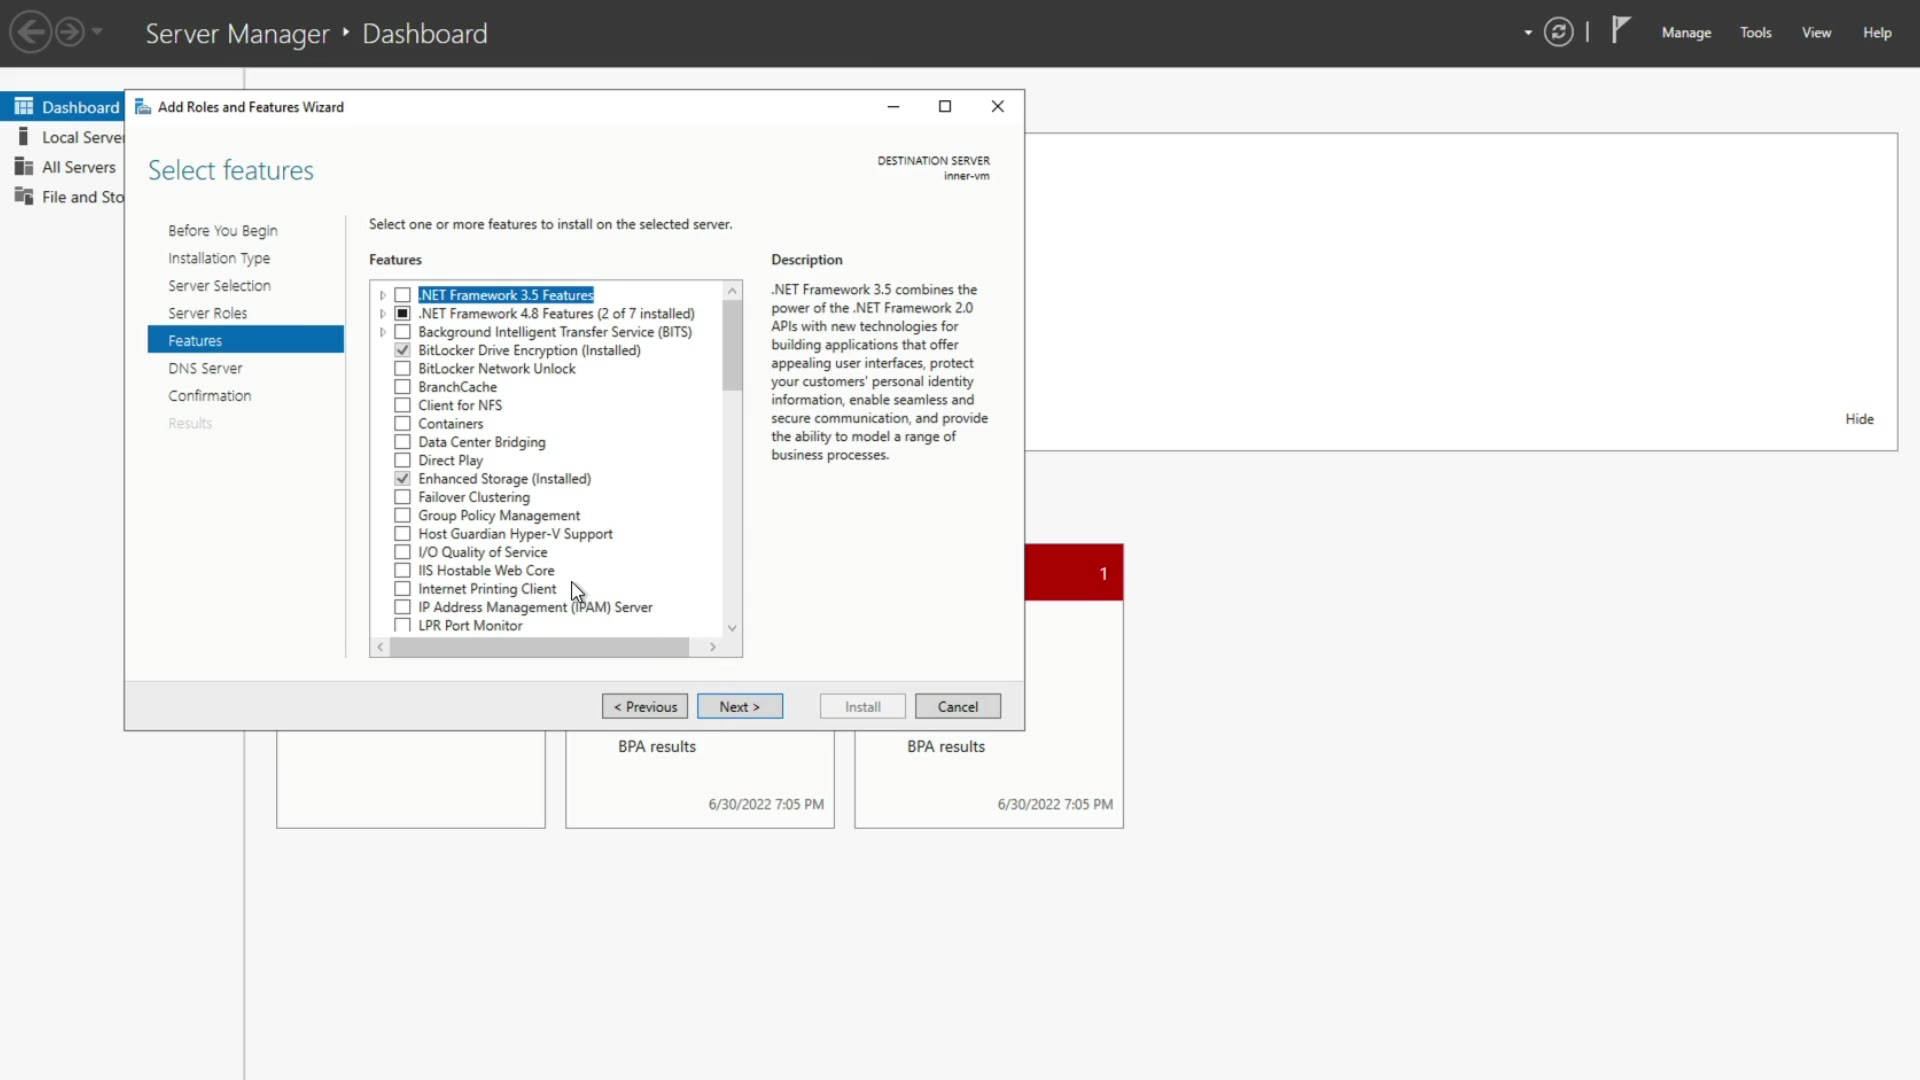 Server Manager ‣ Dashboard
Manage
Tools
View
Help
Dashboard
Local Server
All Servers
File and Sto
Add Roles and Features Wizard
Select features
DESTINATION SERVER
inner-vm
Before You Begin
Installation Type
Server Selection
Server Roles
Features
DNS Server
Confirmation
Results
Select one or more features to install on the selected server.
Features
.NET Framework 3.5 Features
.NET Framework 4.8 Features (2 of 7 installed)
Background Intelligent Transfer Service (BITS)
BitLocker Drive Encryption (Installed)
BitLocker Network Unlock
BranchCache
Client for NFS
Containers
Data Center Bridging
Direct Play
Enhanced Storage (Installed)
Failover Clustering
Group Policy Management
Host Guardian Hyper-V Support
I/O Quality of Service
IIS Hostable Web Core
Internet Printing Client
IP Address Management (IPAM) Server
LPR Port Monitor
Description
.NET Framework 3.5 combines the
power of the .NET Framework 2.0
APIs with new technologies for
building applications that offer
appealing user interfaces, protect
your customers' personal identity
information, enable seamless and
secure communication, and provide
the ability to model a range of
business processes.
< Previous
Next >
Install
Cancel
Hide
1
BPA results
6/30/2022 7:05 PM
BPA results
6/30/2022 7:05 PM